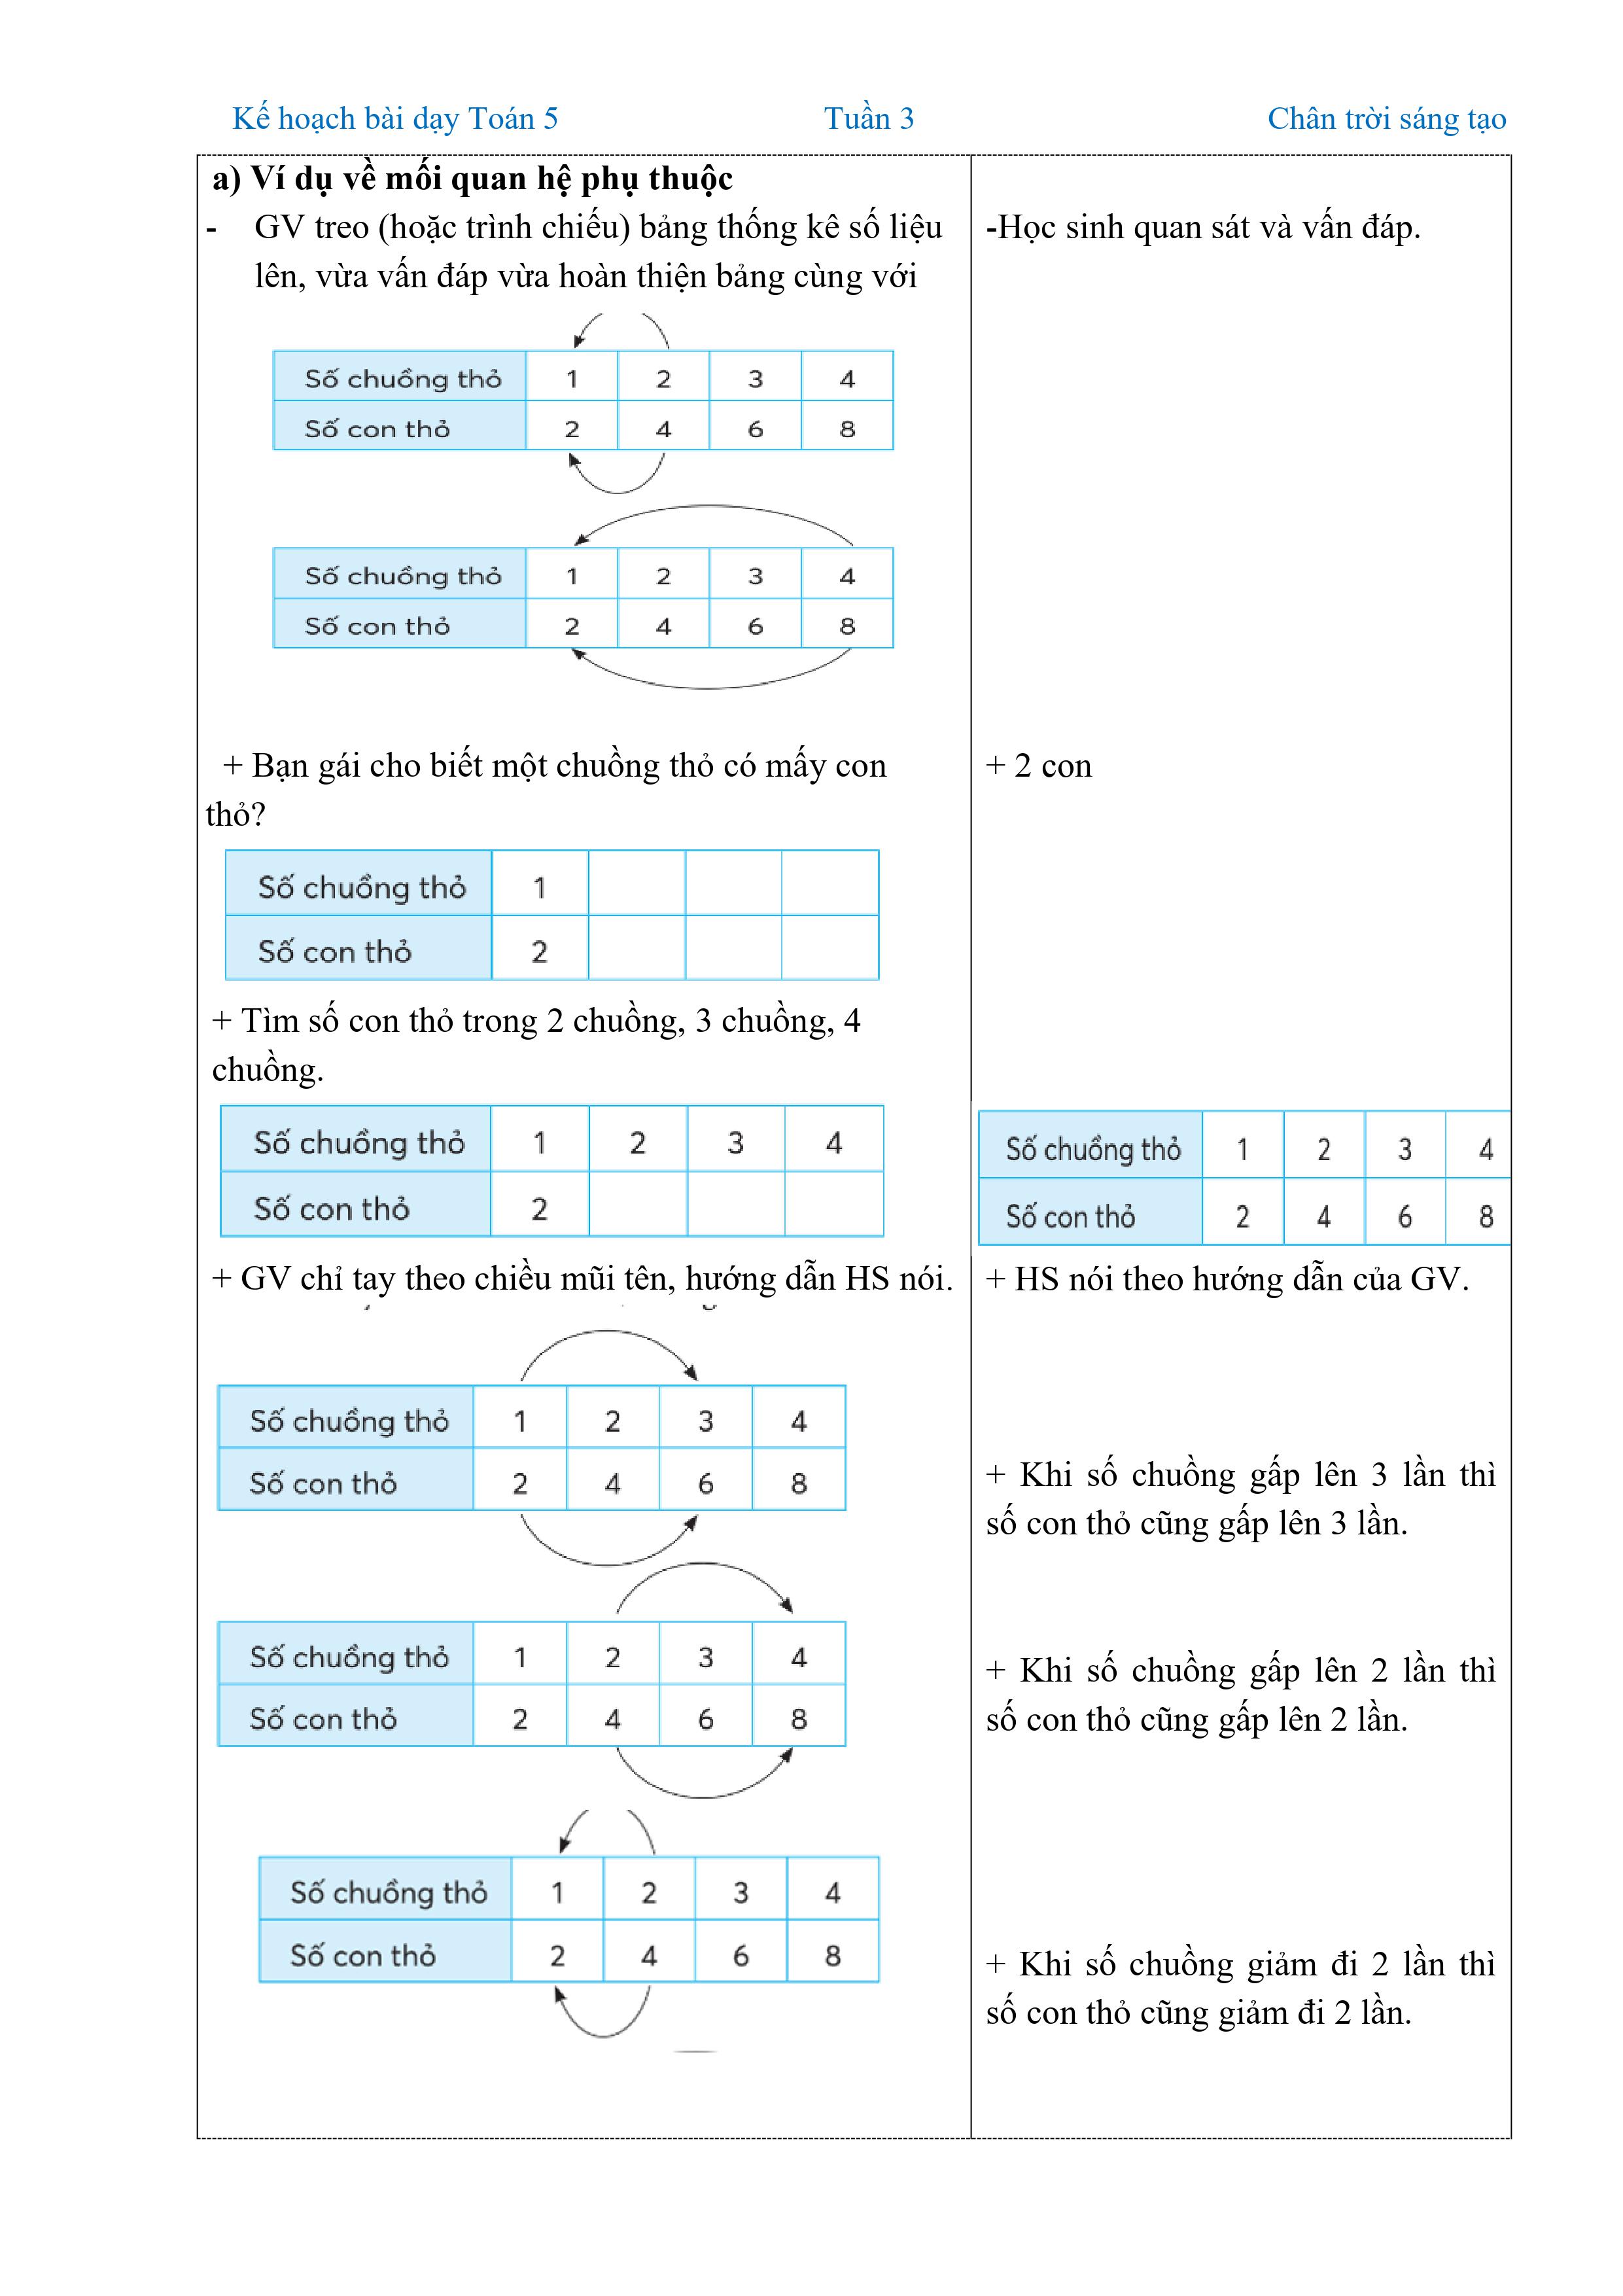 Kế hoạch bài dạy Toán 5 Tuần 3 Chân trời sáng tạo
a) Ví dụ về mối quan hệ phụ thuộc
- GV treo (hoặc trình chiếu) bảng thống kê số liệu
lên, vừa vấn đáp vừa hoàn thiện bảng cùng với
-Học sinh quan sát và vấn đáp.
Số chuồng thỏ 1 2 3 4
Số con thỏ 2 4 6 8
Số chuồng thỏ 1 2 3 4
Số con thỏ 2 4 6 8
+ Bạn gái cho biết một chuồng thỏ có mấy con
thỏ?
+ 2 con
Số chuồng thỏ 1
Số con thỏ 2
+ Tìm số con thỏ trong 2 chuồng, 3 chuồng, 4
chuồng.
Số chuồng thỏ 1 2 3 4
Số con thỏ 2
Số chuồng thỏ 1 2 3 4
Số con thỏ 2 4 6 8
+ GV chỉ tay theo chiều mũi tên, hướng dẫn HS nói.
+ HS nói theo hướng dẫn của GV.
Số chuồng thỏ 1 2 3 4
Số con thỏ 2 4 6 8
+ Khi số chuồng gấp lên 3 lần thì
số con thỏ cũng gấp lên 3 lần.
Số chuồng thỏ 1 2 3 4
Số con thỏ 2 4 6 8
+ Khi số chuồng gấp lên 2 lần thì
số con thỏ cũng gấp lên 2 lần.
Số chuồng thỏ 1 2 3 4
Số con thỏ 2 4 6 8
+ Khi số chuồng giảm đi 2 lần thì
số con thỏ cũng giảm đi 2 lần.